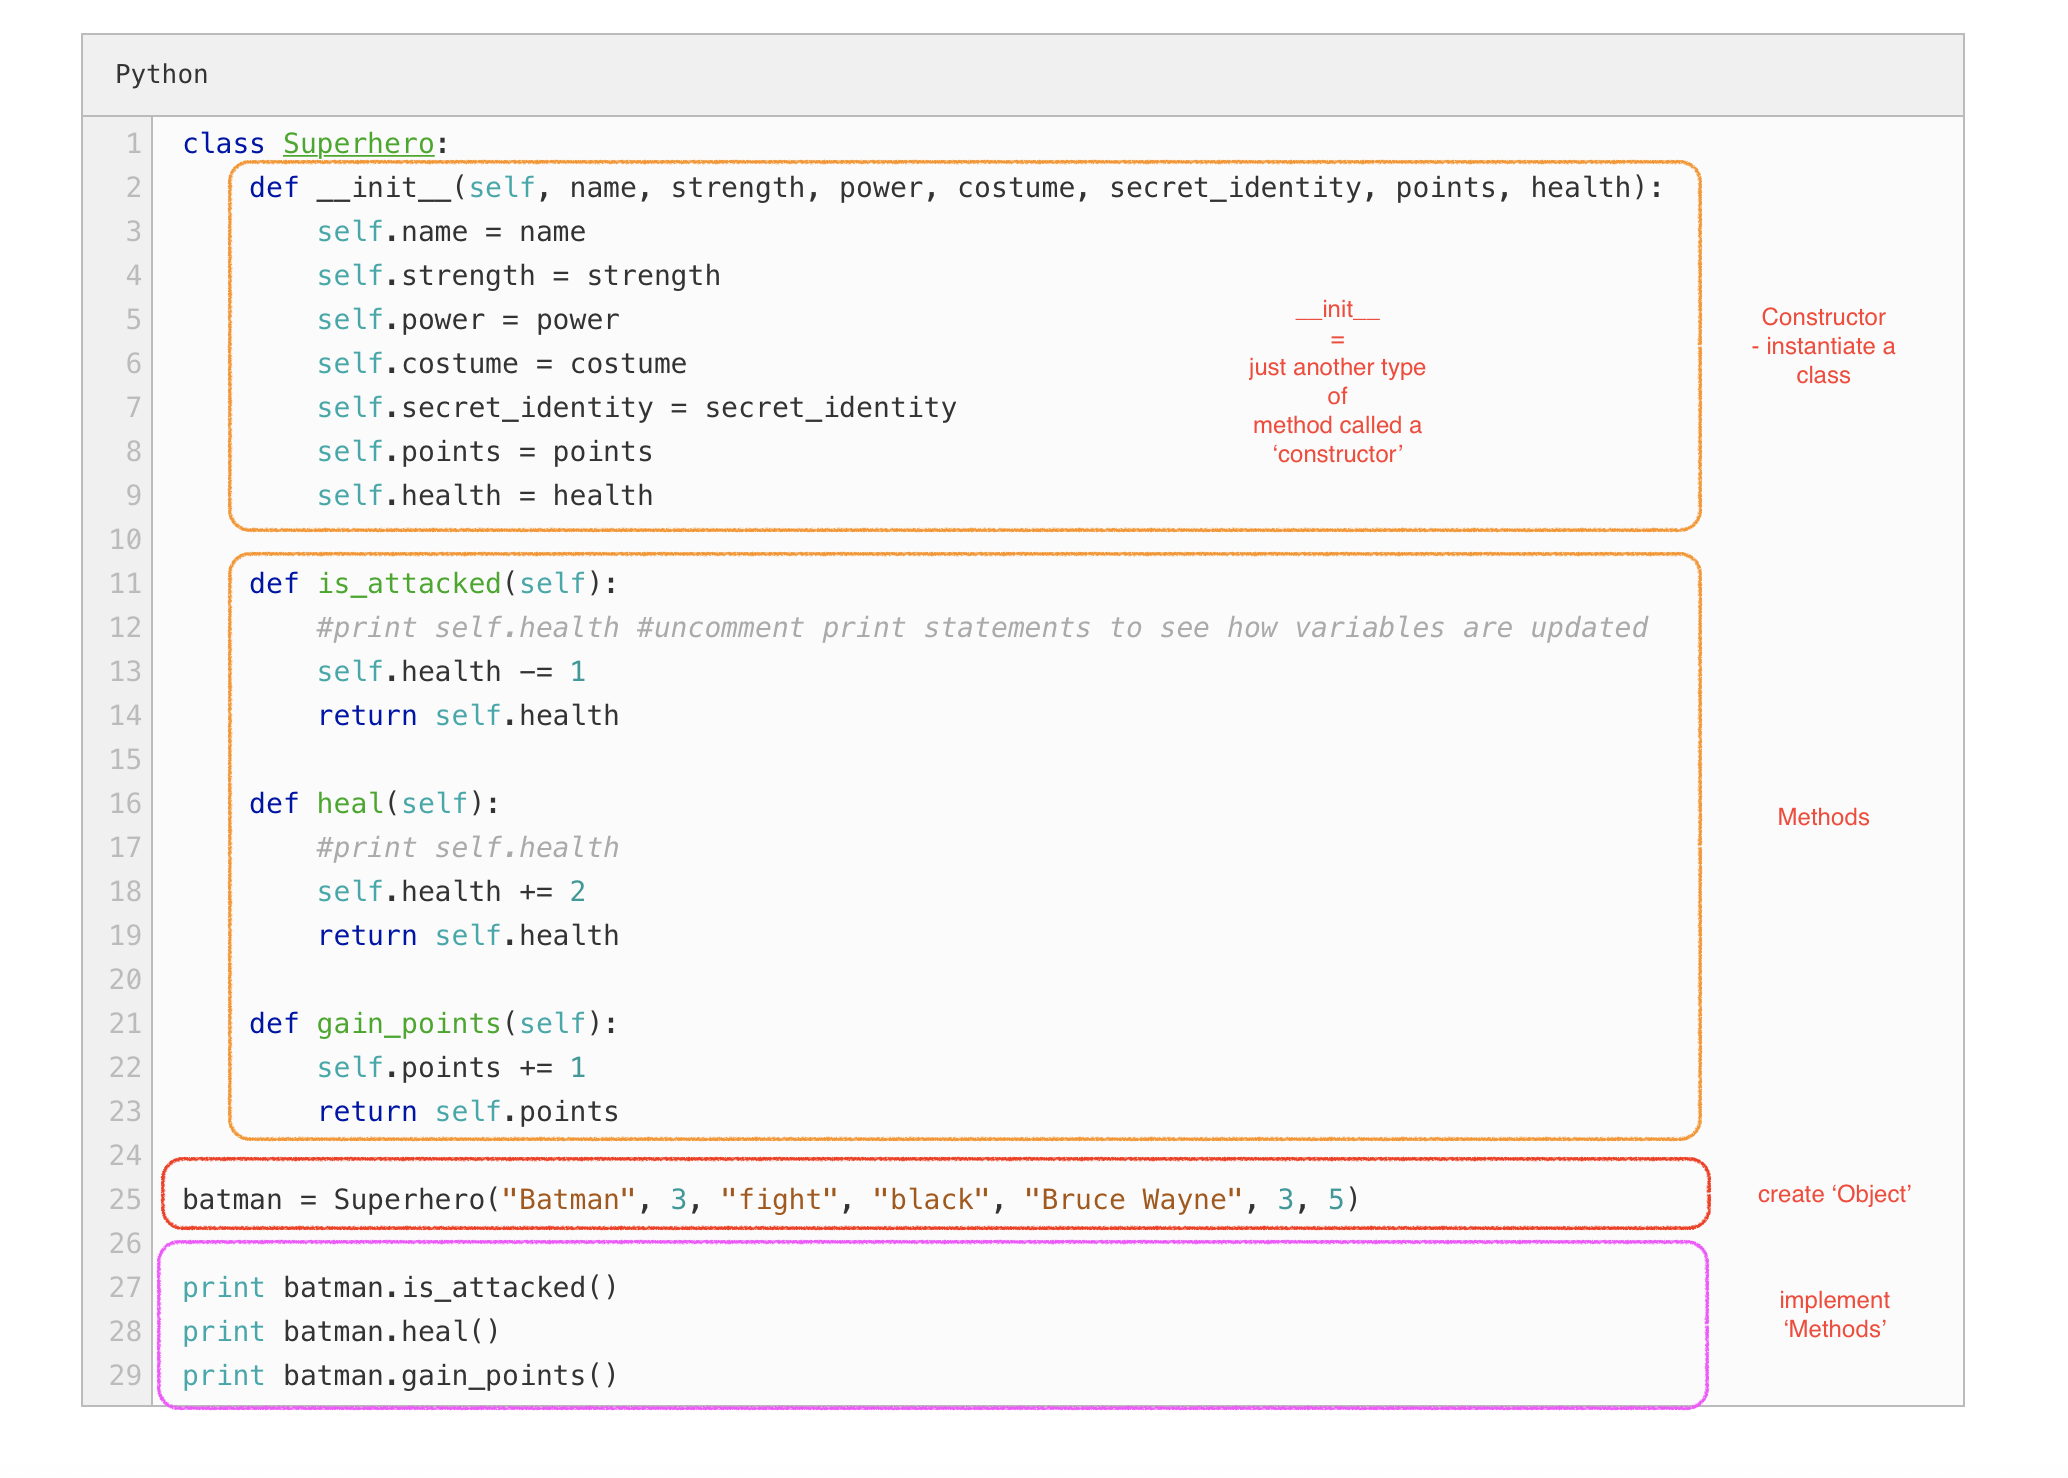 Python
1 class Superhero:
2 def __init__(self, name, strength, power, costume, secret_identity, points, health):
3 self.name = name
4 self.strength = strength
5 self.power = power
6 self.costume = costume
7 self.secret_identity = secret_identity
8 self.points = points
9 self.health = health
__init__
=
just another type
of
method called a
‘constructor’
Constructor
- instantiate a
class
10
11 def is_attacked(self):
12 #print self.health #uncomment print statements to see how variables are updated
13 self.health -= 1
14 return self.health
15
16 def heal(self):
17 #print self.health
18 self.health += 2
19 return self.health
20
21 def gain_points(self):
22 self.points += 1
23 return self.points
Methods
24
25 batman = Superhero("Batman", 3, "fight", "black", "Bruce Wayne", 3, 5)
create ‘Object’
26
27 print batman.is_attacked()
28 print batman.heal()
29 print batman.gain_points()
implement
‘Methods’